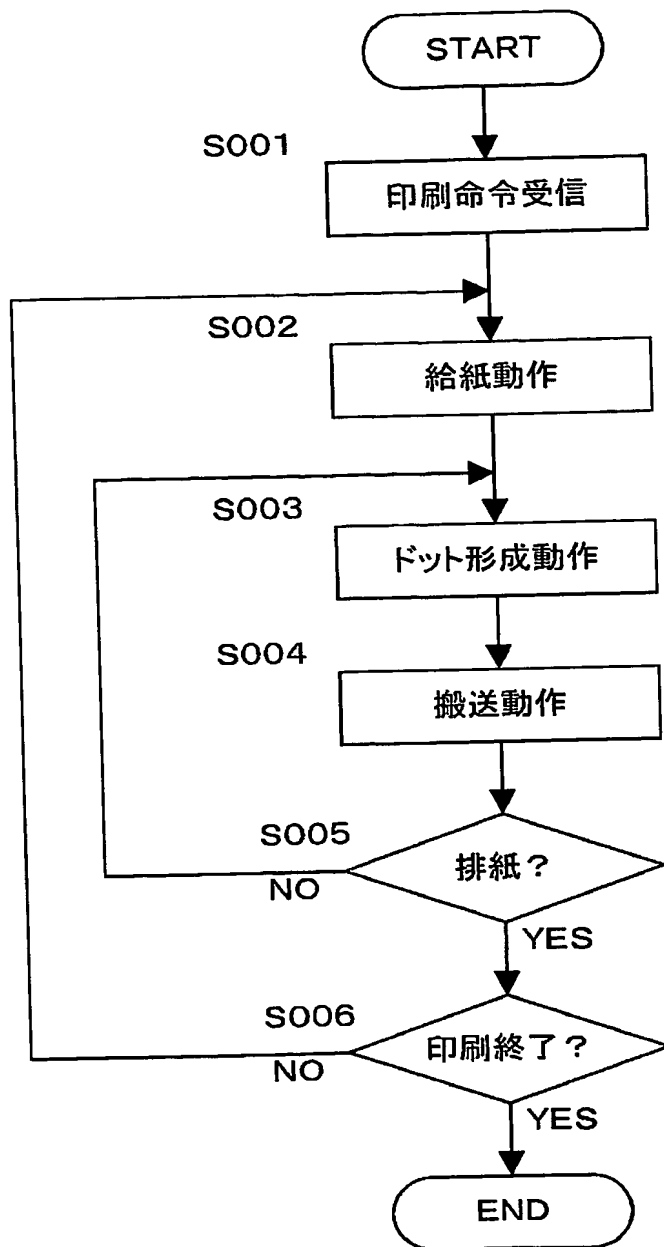 START
S001
印刷命令受信
S002
給紙動作
S003
ドット形成動作
S004
搬送動作
S005
排紙？
NO
YES
S006
印刷終了？
NO
YES
END